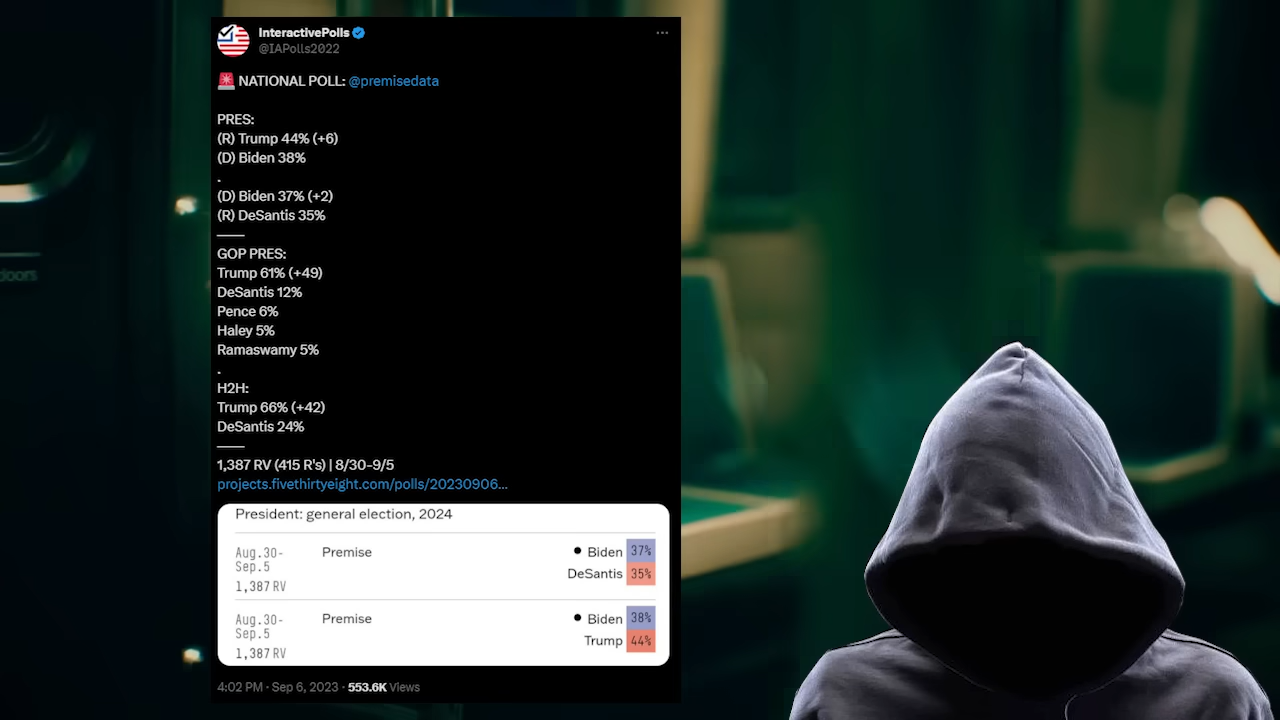 InteractivePolls
@IAPolls2022
🚨 NATIONAL POLL: @premisedata
PRES:
(R) Trump 44% (+6)
(D) Biden 38%
.
(D) Biden 37% (+2)
(R) DeSantis 35%
——
GOP PRES:
Trump 61% (+49)
DeSantis 12%
Pence 6%
Haley 5%
Ramaswamy 5%
.
H2H:
Trump 66% (+42)
DeSantis 24%
——
1,387 RV (415 R's) | 8/30-9/5
projects.fivethirtyeight.com/polls/20230906…
President: general election, 2024
Aug.30-
Sep.5
1,387 RV
Premise
Biden 37%
DeSantis 35%
Aug.30-
Sep.5
1,387 RV
Premise
Biden 38%
Trump 44%
4:02 PM · Sep 6, 2023 · 553.6K Views
doors